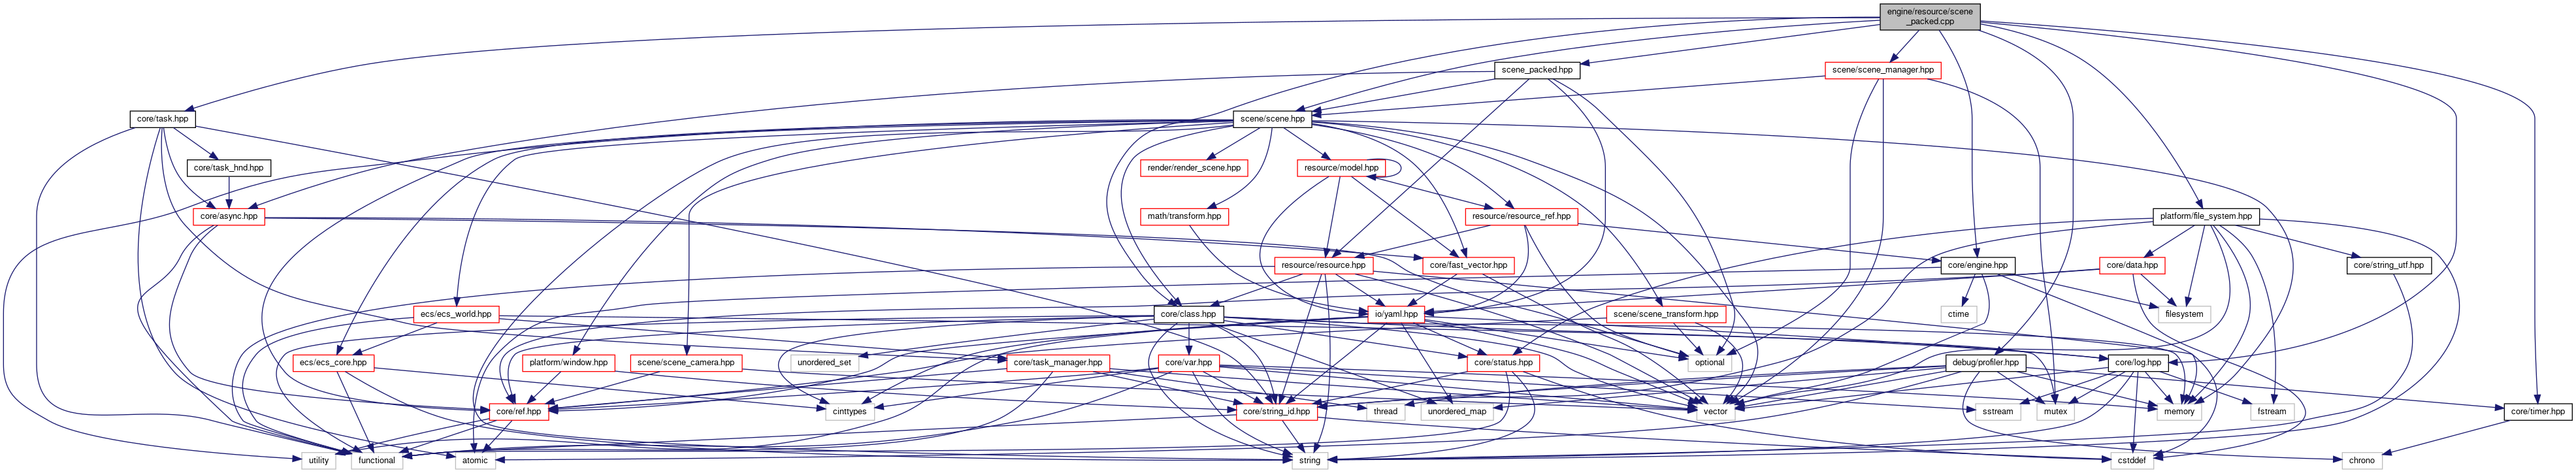 engine/resource/scene
_packed.cpp
scene_packed.hpp
scene/scene_manager.hpp
core/task.hpp
scene/scene.hpp
core/task_hnd.hpp
render/render_scene.hpp
resource/model.hpp
core/async.hpp
math/transform.hpp
resource/resource_ref.hpp
platform/file_system.hpp
resource/resource.hpp
core/fast_vector.hpp
core/engine.hpp
core/data.hpp
core/string_utf.hpp
ecs/ecs_world.hpp
core/class.hpp
io/yaml.hpp
scene/scene_transform.hpp
ctime
filesystem
ecs/ecs_core.hpp
platform/window.hpp
scene/scene_camera.hpp
unordered_set
core/task_manager.hpp
core/var.hpp
core/status.hpp
optional
debug/profiler.hpp
core/log.hpp
core/ref.hpp
cinttypes
core/string_id.hpp
thread
unordered_map
vector
sstream
mutex
memory
fstream
core/timer.hpp
utility
functional
atomic
string
cstddef
chrono